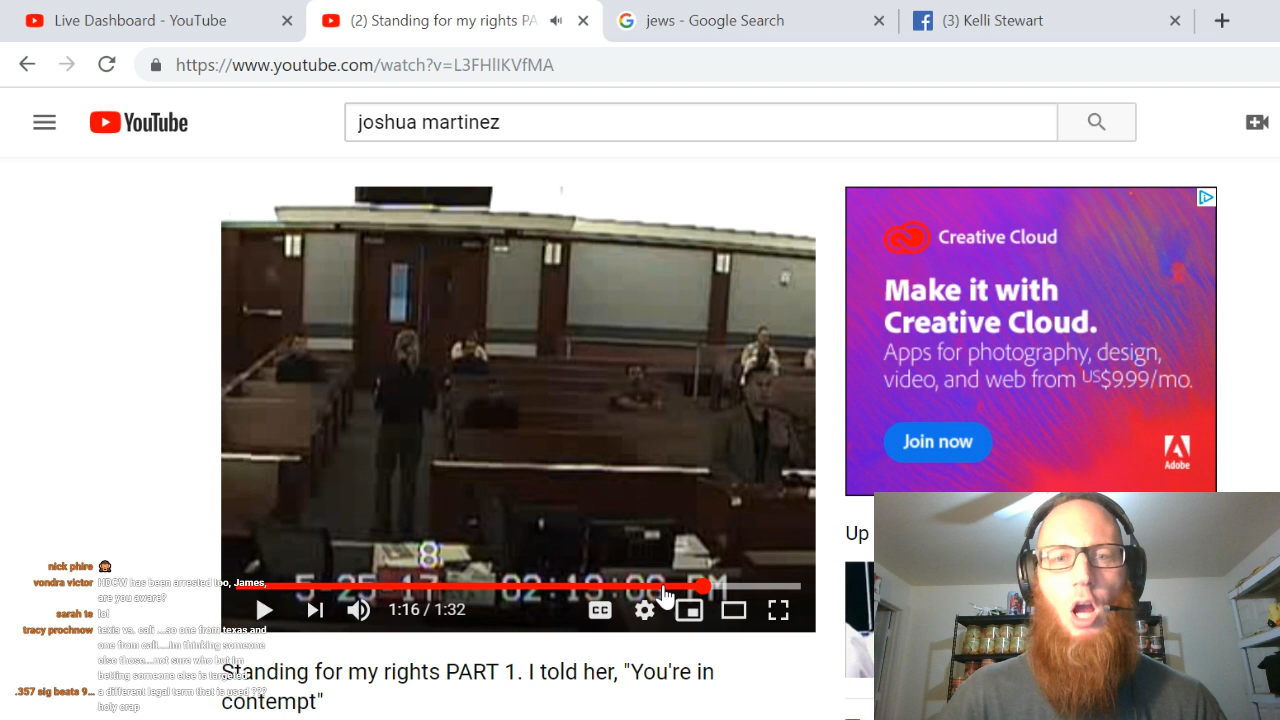 Live Dashboard - YouTube
(2) Standing for my rights PA
jews - Google Search
(3) Kelli Stewart
https://www.youtube.com/watch?v=L3FHlIKVfMA
YouTube
joshua martinez
Creative Cloud
Make it with
Creative Cloud.
Apps for photography, design,
video, and web from US$9.99/mo.
Join now
Adobe
Up
8
1:16 / 1:32
CC
Standing for my rights PART 1. I told her, "You're in
contempt"
nick phire
vondra victor HDCW has been arrested too, James,
are you aware?
sarah te lol
tracy prochnow texis vs. cali ...so one from texas and
one from cali....Im thinking someone
else those...not sure who but Im
betting someone else is targeted
.357 sig beats 9... a different legal term that is used ???
holy crap